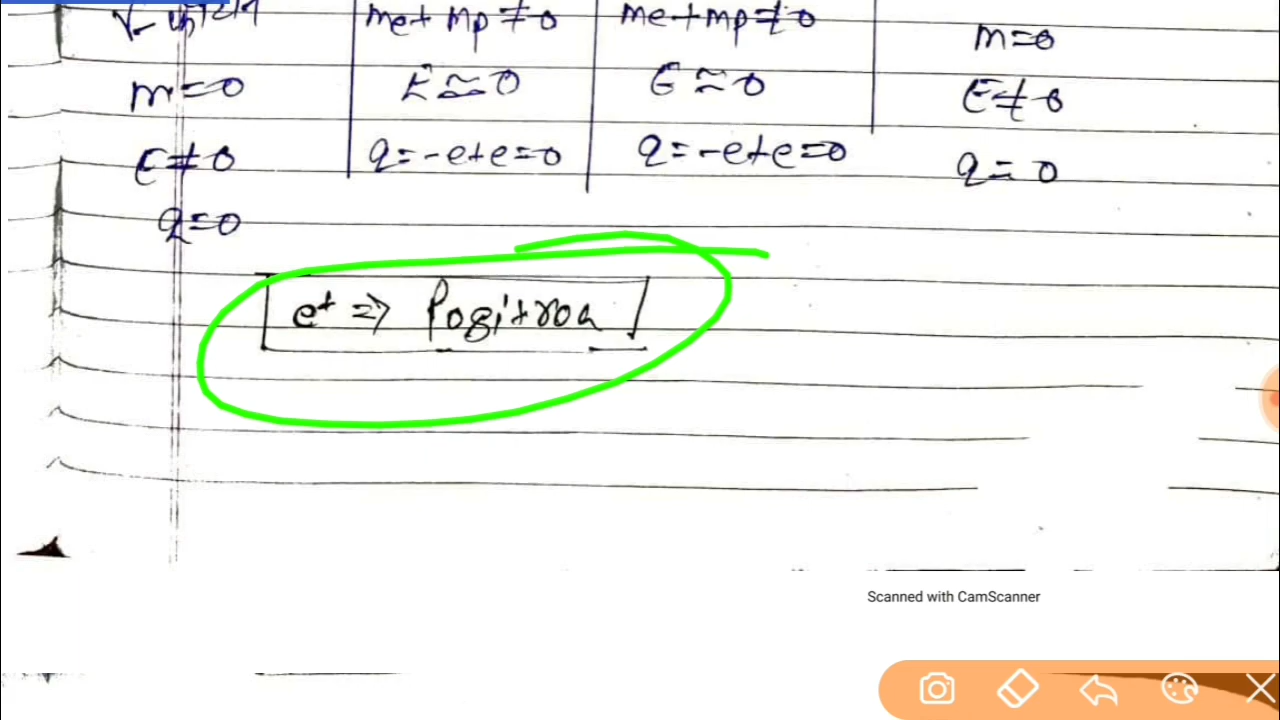 me+ mp ≠ 0 me+mp≠0 m=0
m=0 E≃0 E≈0 E≠0
E≠0 q=-e+e=0 q=-e+e=0 q= 0
q=0
e⁺ ⇒ Positron
Scanned with CamScanner